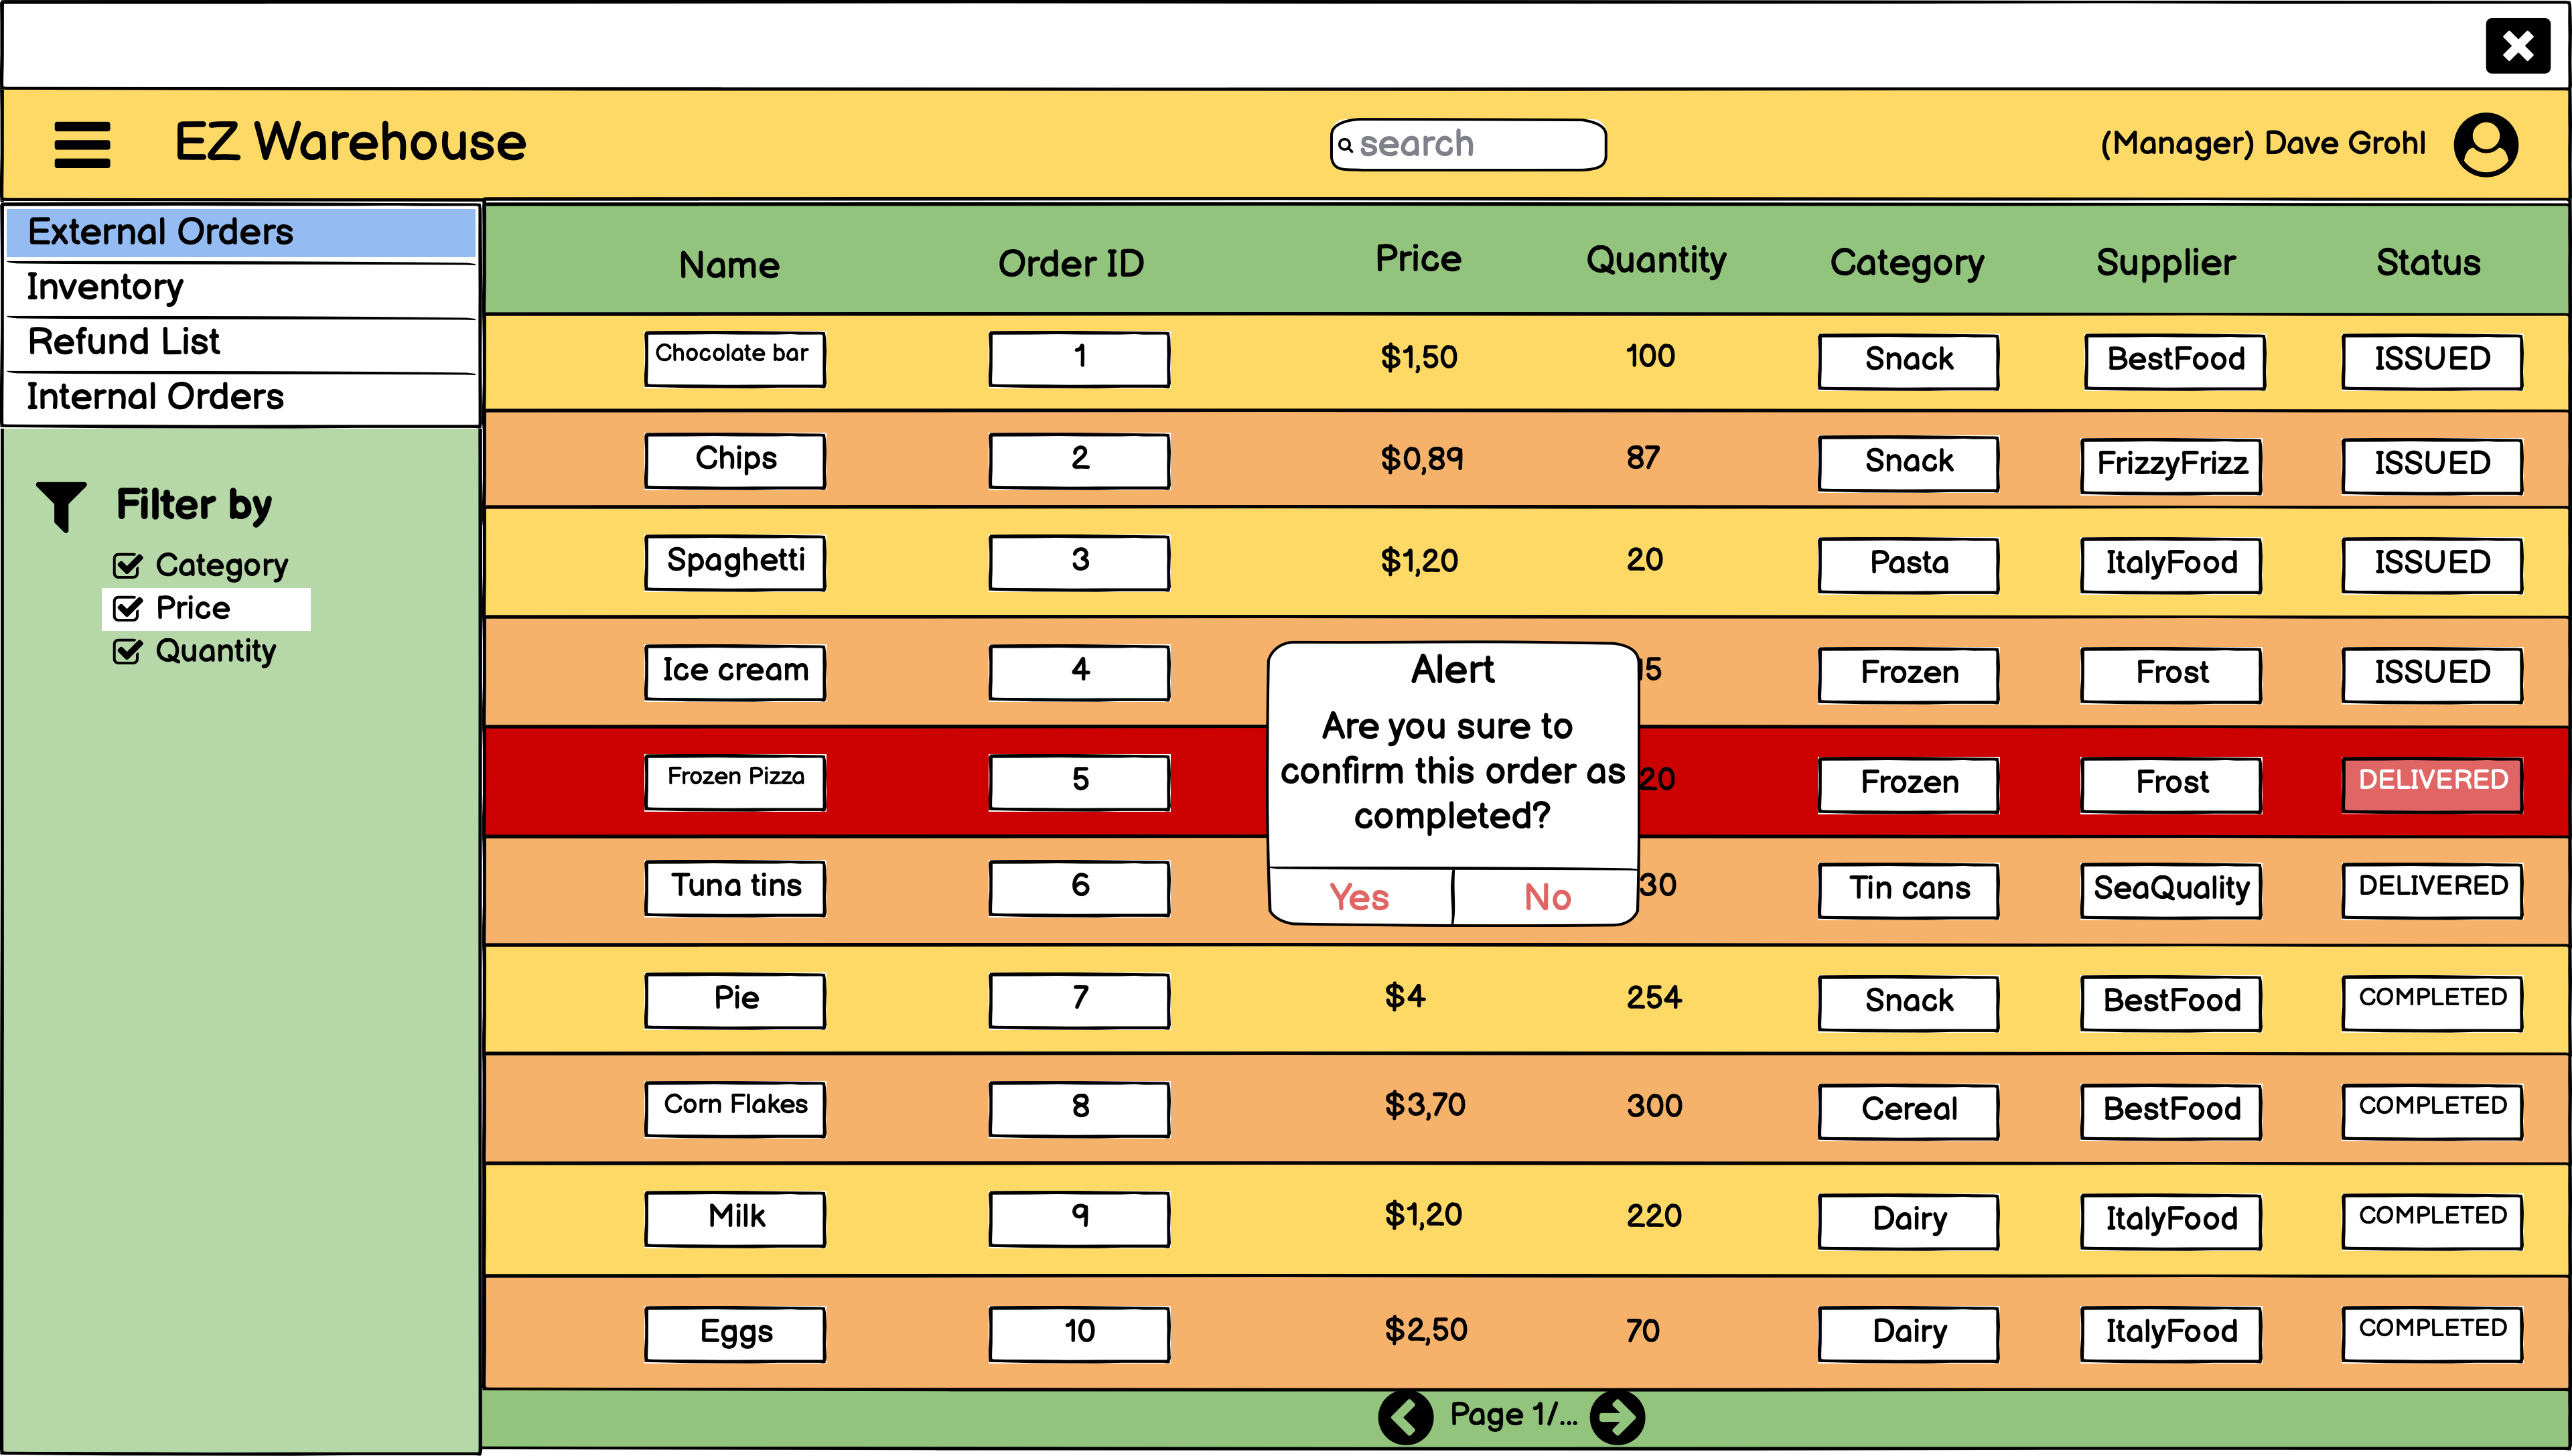 EZ Warehouse
search
(Manager) Dave Grohl
External Orders
Inventory
Refund List
Internal Orders
Filter by
Category
Price
Quantity
Name Order ID Price Quantity Category Supplier Status
Chocolate bar 1 $1,50 100 Snack BestFood ISSUED
Chips 2 $0,89 87 Snack FrizzyFrizz ISSUED
Spaghetti 3 $1,20 20 Pasta ItalyFood ISSUED
Ice cream 4 Frozen Frost ISSUED
Frozen Pizza 5 Frozen Frost DELIVERED
Tuna tins 6 Tin cans SeaQuality DELIVERED
Pie 7 $4 254 Snack BestFood COMPLETED
Corn Flakes 8 $3,70 300 Cereal BestFood COMPLETED
Milk 9 $1,20 220 Dairy ItalyFood COMPLETED
Eggs 10 $2,50 70 Dairy ItalyFood COMPLETED
Alert
Are you sure to
confirm this order as
completed?
Yes No
Page 1/...